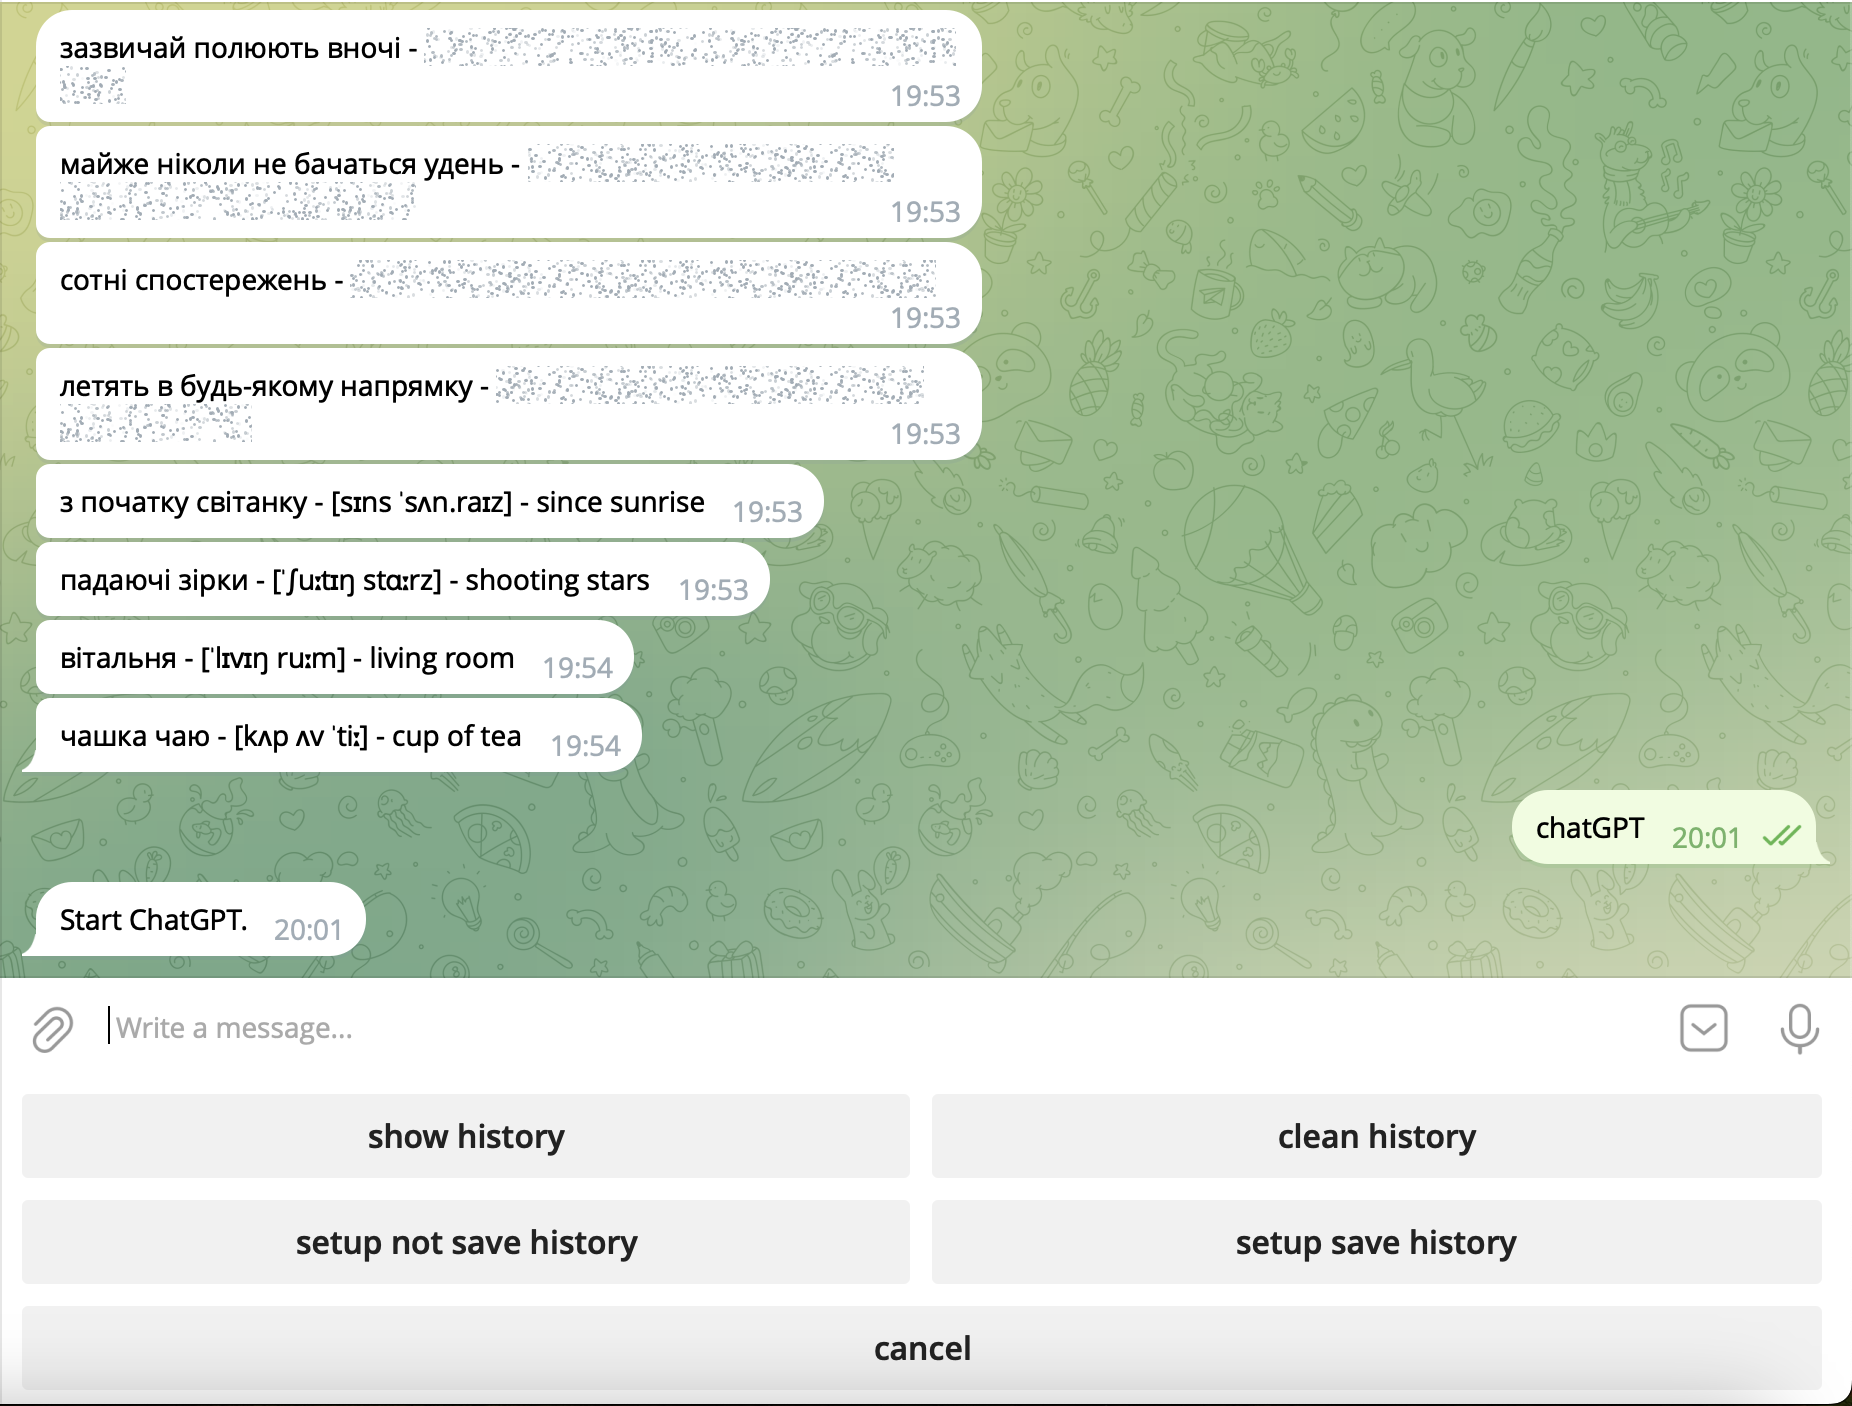 зазвичай полюють вночі -
19:53
майже ніколи не бачаться удень -
19:53
сотні спостережень -
19:53
летять в будь-якому напрямку -
19:53
з початку світанку - [sɪns ˈsʌn.raɪz] - since sunrise 19:53
падаючі зірки - [ˈʃuːtɪŋ stɑːrz] - shooting stars 19:53
вітальня - [ˈlɪvɪŋ ruːm] - living room 19:54
чашка чаю - [kʌp ʌv ˈtiː] - cup of tea 19:54
chatGPT 20:01
Start ChatGPT. 20:01
Write a message...
show history
clean history
setup not save history
setup save history
cancel